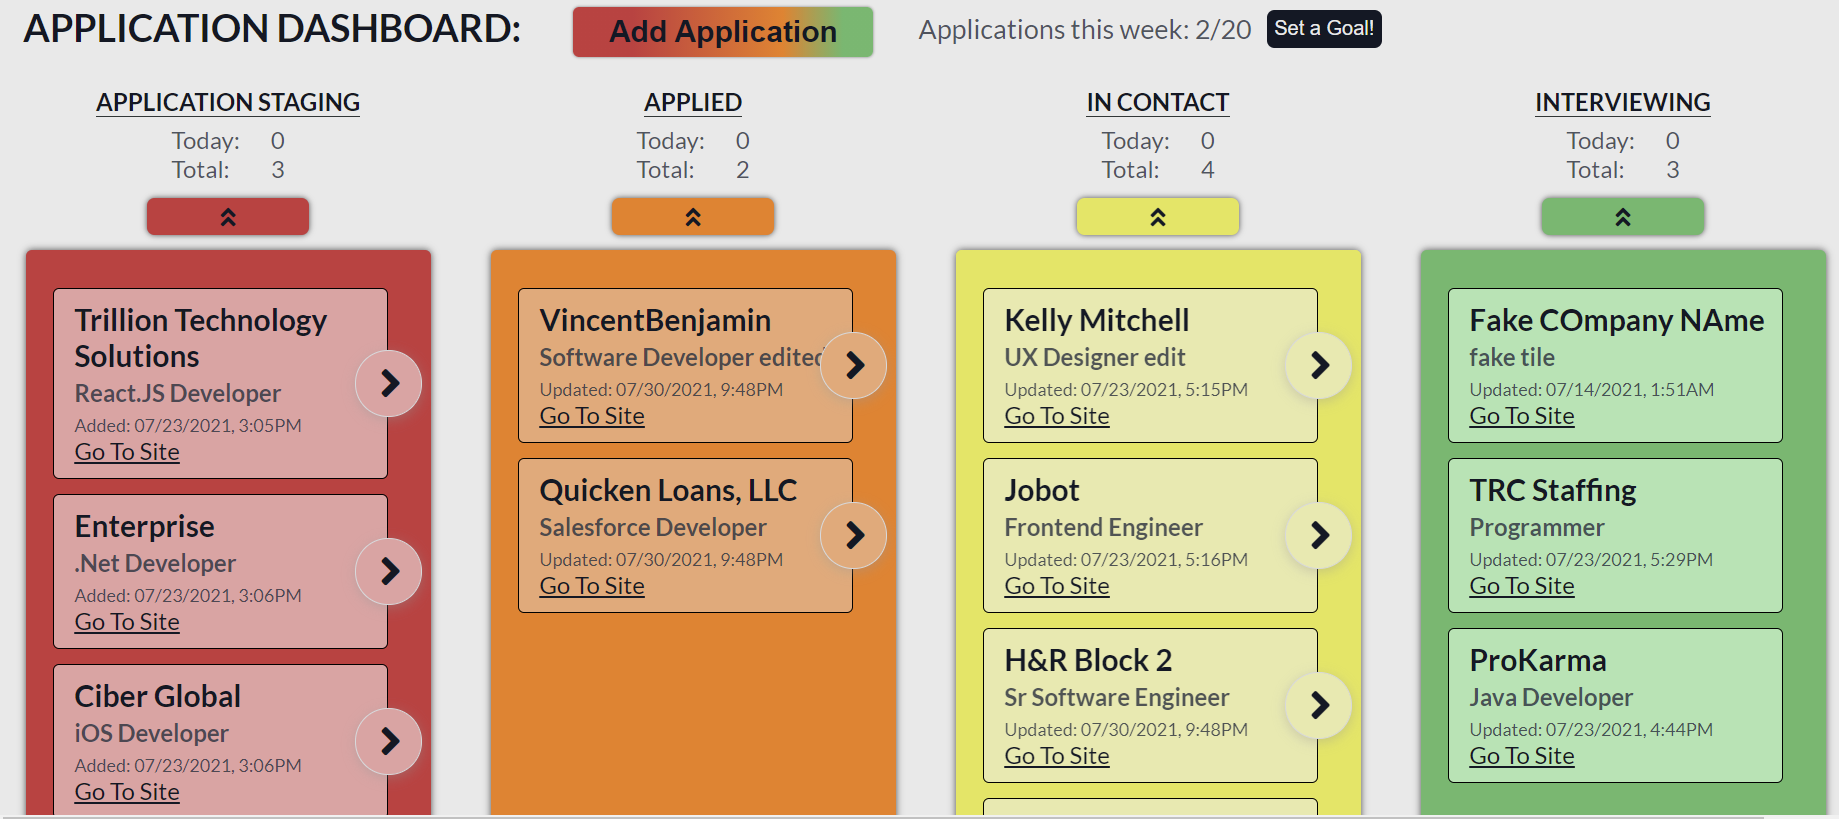 APPLICATION DASHBOARD:
Add Application
Applications this week: 2/20
Set a Goal!
APPLICATION STAGING
Today: 0
Total: 3
Trillion Technology
Solutions
React.JS Developer
Added: 07/23/2021, 3:05PM
Go To Site
Enterprise
.Net Developer
Added: 07/23/2021, 3:06PM
Go To Site
Ciber Global
iOS Developer
Added: 07/23/2021, 3:06PM
Go To Site
APPLIED
Today: 0
Total: 2
VincentBenjamin
Software Developer edited
Updated: 07/30/2021, 9:48PM
Go To Site
Quicken Loans, LLC
Salesforce Developer
Updated: 07/30/2021, 9:48PM
Go To Site
IN CONTACT
Today: 0
Total: 4
Kelly Mitchell
UX Designer edit
Updated: 07/23/2021, 5:15PM
Go To Site
Jobot
Frontend Engineer
Updated: 07/23/2021, 5:16PM
Go To Site
H&R Block 2
Sr Software Engineer
Updated: 07/30/2021, 9:48PM
Go To Site
INTERVIEWING
Today: 0
Total: 3
Fake COmpany NAme
fake tile
Updated: 07/14/2021, 1:51AM
Go To Site
TRC Staffing
Programmer
Updated: 07/23/2021, 5:29PM
Go To Site
ProKarma
Java Developer
Updated: 07/23/2021, 4:44PM
Go To Site